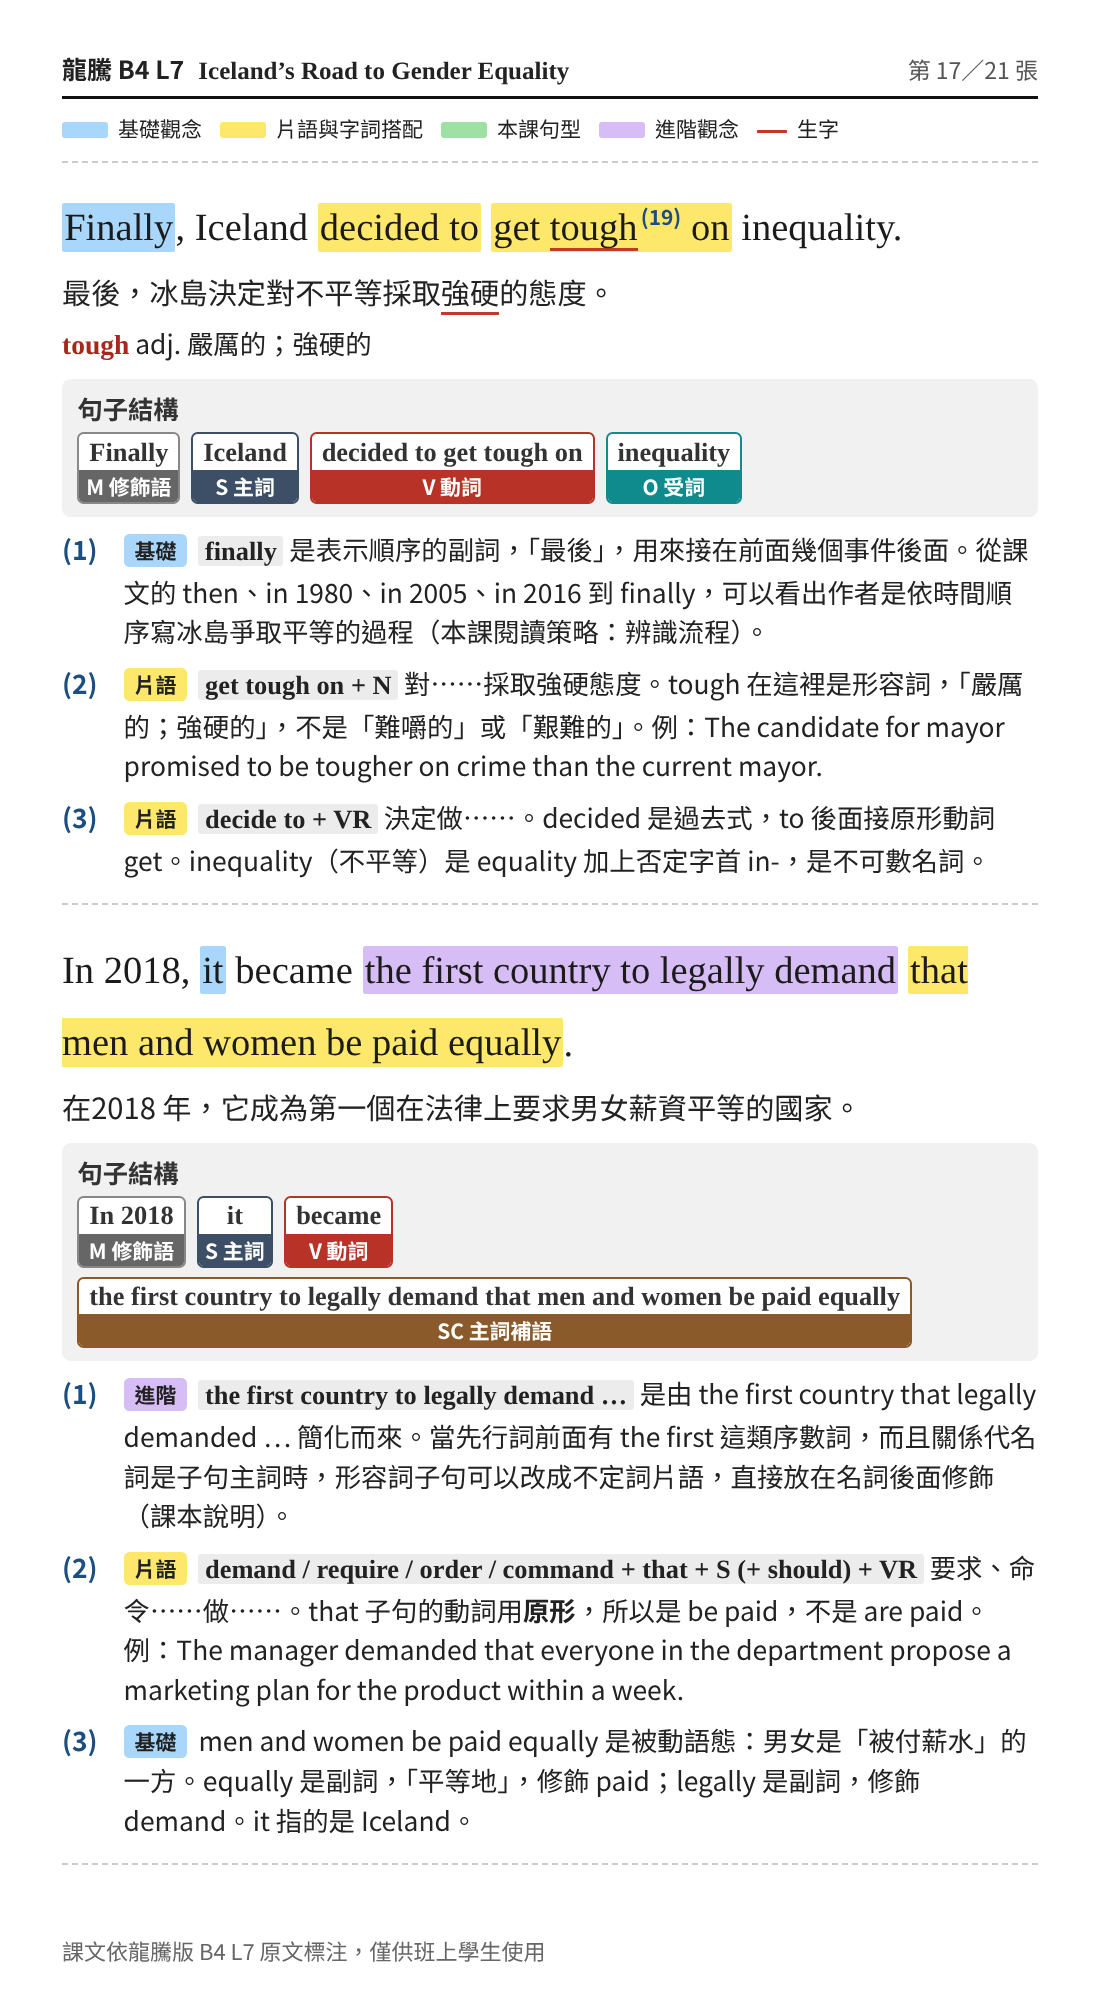 龍騰 B4 L7 Iceland’s Road to Gender Equality 第 17／21 張
基礎觀念 片語與字詞搭配 本課句型 進階觀念 生字
Finally, Iceland decided to get tough(19) on inequality.
最後，冰島決定對不平等採取強硬的態度。
tough adj. 嚴厲的；強硬的
句子結構
Finally Iceland decided to get tough on inequality
M 修飾語 S 主詞 V 動詞 O 受詞
(1) 基礎 finally 是表示順序的副詞，「最後」，用來接在前面幾個事件後面。從課
文的 then、in 1980、in 2005、in 2016 到 finally，可以看出作者是依時間順
序寫冰島爭取平等的過程（本課閱讀策略：辨識流程）。
(2) 片語 get tough on + N 對……採取強硬態度。tough 在這裡是形容詞，「嚴厲
的；強硬的」，不是「難嚼的」或「艱難的」。例：The candidate for mayor
promised to be tougher on crime than the current mayor.
(3) 片語 decide to + VR 決定做……。decided 是過去式，to 後面接原形動詞
get。inequality（不平等）是 equality 加上否定字首 in-，是不可數名詞。
In 2018, it became the first country to legally demand that
men and women be paid equally.
在2018 年，它成為第一個在法律上要求男女薪資平等的國家。
句子結構
In 2018 it became
M 修飾語 S 主詞 V 動詞
the first country to legally demand that men and women be paid equally
SC 主詞補語
(1) 進階 the first country to legally demand … 是由 the first country that legally
demanded … 簡化而來。當先行詞前面有 the first 這類序數詞，而且關係代名
詞是子句主詞時，形容詞子句可以改成不定詞片語，直接放在名詞後面修飾
（課本說明）。
(2) 片語 demand / require / order / command + that + S (+ should) + VR 要求、命
令……做……。that 子句的動詞用原形，所以是 be paid，不是 are paid。
例：The manager demanded that everyone in the department propose a
marketing plan for the product within a week.
(3) 基礎 men and women be paid equally 是被動語態：男女是「被付薪水」的
一方。equally 是副詞，「平等地」，修飾 paid；legally 是副詞，修飾
demand。it 指的是 Iceland。
課文依龍騰版 B4 L7 原文標注，僅供班上學生使用